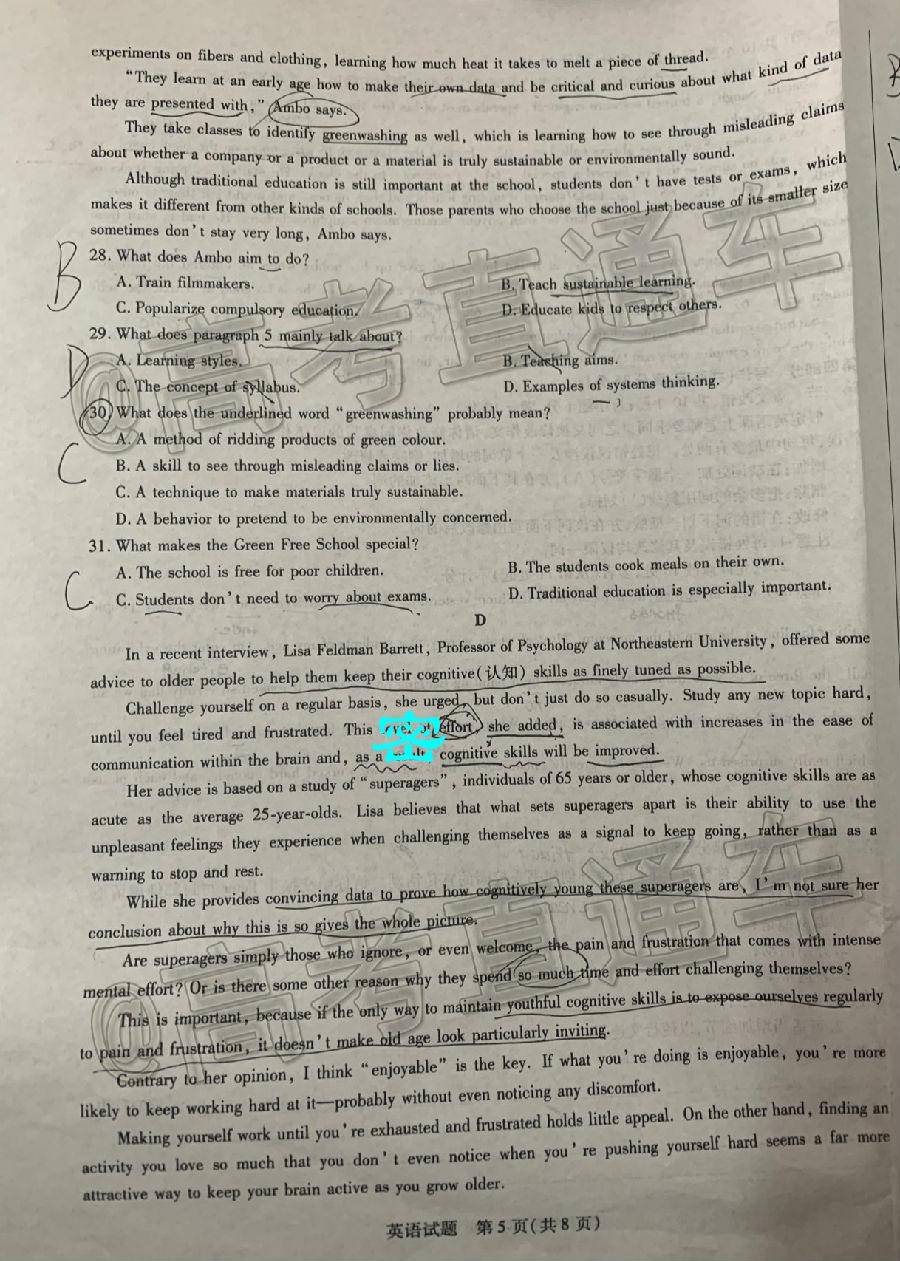 experiments on fibers and clothing, learning how much heat it takes to melt a piece of thread.
"They learn at an early age how to make their own data and be critical and curious about what kind of data
they are presented with," Ambo says.
They take classes to identify greenwashing as well, which is learning how to see through misleading claims
about whether a company or a product or a material is truly sustainable or environmentally sound.
Although traditional education is still important at the school, students don't have tests or exams, which
makes it different from other kinds of schools. Those parents who choose the school just because of its smaller size
sometimes don't stay very long, Ambo says.
B
28. What does Ambo aim to do?
A. Train filmmakers. B. Teach sustainable learning.
C. Popularize compulsory education. D. Educate kids to respect others.
D
29. What does paragraph 5 mainly talk about?
A. Learning styles. B. Teaching aims.
C. The concept of syllabus. D. Examples of systems thinking.
30. What does the underlined word "greenwashing" probably mean?
C
A. A method of ridding products of green colour.
B. A skill to see through misleading claims or lies.
C. A technique to make materials truly sustainable.
D. A behavior to pretend to be environmentally concerned.
31. What makes the Green Free School special?
C
A. The school is free for poor children. B. The students cook meals on their own.
C. Students don't need to worry about exams. D. Traditional education is especially important.
D
In a recent interview, Lisa Feldman Barrett, Professor of Psychology at Northeastern University, offered some
advice to older people to help them keep their cognitive(认知) skills as finely tuned as possible.
Challenge yourself on a regular basis, she urged, but don't just do so casually. Study any new topic hard,
until you feel tired and frustrated. This 密 effort, she added, is associated with increases in the ease of
communication within the brain and, as a cognitive skills will be improved.
Her advice is based on a study of "superagers", individuals of 65 years or older, whose cognitive skills are as
acute as the average 25-year-olds. Lisa believes that what sets superagers apart is their ability to use the
unpleasant feelings they experience when challenging themselves as a signal to keep going, rather than as a
warning to stop and rest.
While she provides convincing data to prove how cognitively young these superagers are, I'm not sure her
conclusion about why this is so gives the whole picture.
Are superagers simply those who ignore, or even welcome, the pain and frustration that comes with intense
mental effort? Or is there some other reason why they spend so much time and effort challenging themselves?
This is important, because if the only way to maintain youthful cognitive skills is to expose ourselves regularly
to pain and frustration, it doesn't make old age look particularly inviting.
Contrary to her opinion, I think "enjoyable" is the key. If what you're doing is enjoyable, you're more
likely to keep working hard at it—probably without even noticing any discomfort.
Making yourself work until you're exhausted and frustrated holds little appeal. On the other hand, finding an
activity you love so much that you don't even notice when you're pushing yourself hard seems a far more
attractive way to keep your brain active as you grow older.
英语试题 第5页(共8页)
@高考直通车
@高考直通车